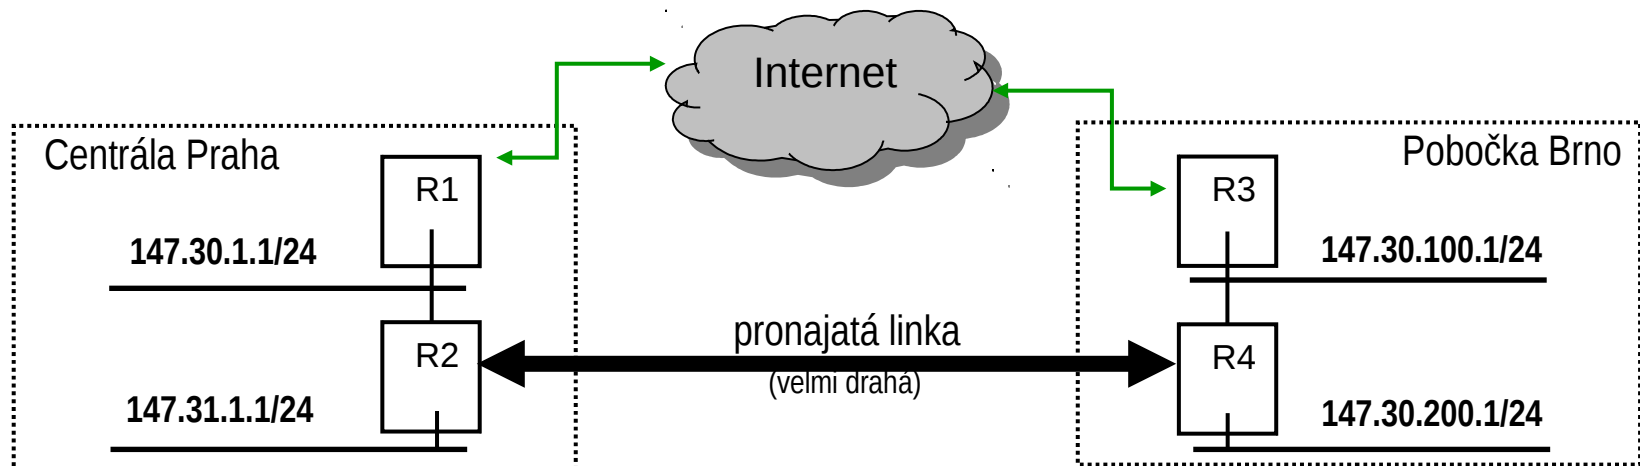 Internet
Centrála Praha
Pobočka Brno
R1
R3
147.30.1.1/24
147.30.100.1/24
pronajatá linka
(velmi drahá)
R2
R4
147.31.1.1/24
147.30.200.1/24